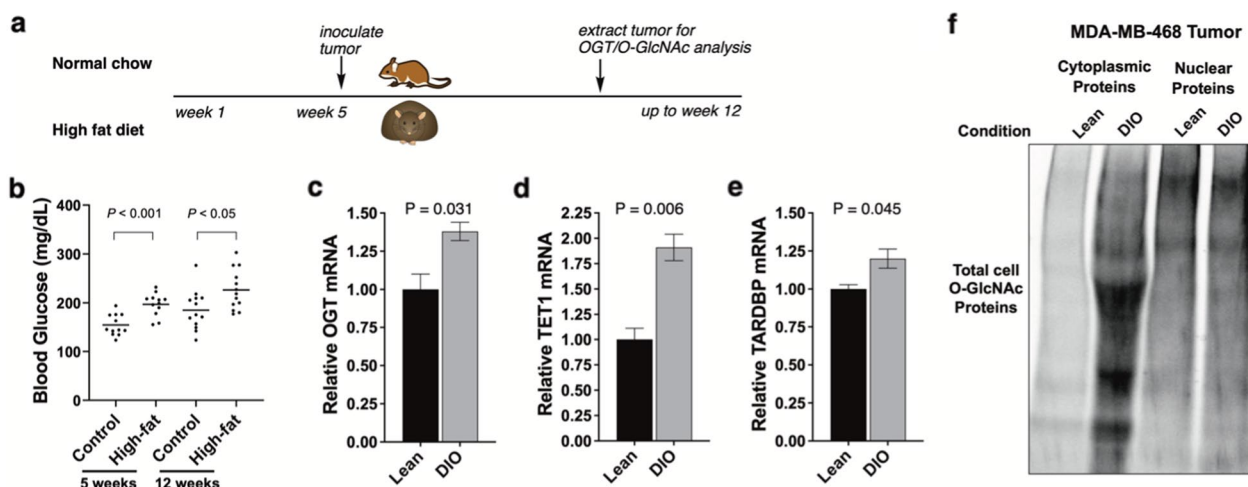 a
Normal chow
High fat diet
inoculate
tumor
extract tumor for
OGT/O-GlcNAc analysis
week 1
week 5
up to week 12
b
Blood Glucose (mg/dL)
400
300
200
100
0
P < 0.001
P < 0.05
Control
High-fat
Control
High-fat
5 weeks
12 weeks
c
Relative OGT mRNA
1.50
1.25
1.00
0.75
0.50
0.25
0.00
P = 0.031
Lean
DIO
d
Relative TET1 mRNA
2.25
2.00
1.75
1.50
1.25
1.00
0.75
0.50
0.25
0.00
P = 0.006
Lean
DIO
e
Relative TARDBP mRNA
1.50
1.25
1.00
0.75
0.50
0.25
0.00
P = 0.045
Lean
DIO
f
MDA-MB-468 Tumor
Cytoplasmic
Proteins
Nuclear
Proteins
Condition
Lean
DIO
Lean
DIO
Total cell
O-GlcNAc
Proteins